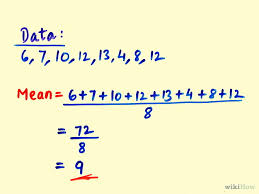 Data:
6, 7, 10, 12, 13, 4, 8, 12
Mean = 6+7+10+12+13+4+8+12
8
= 72
8
= 9
wikiHow